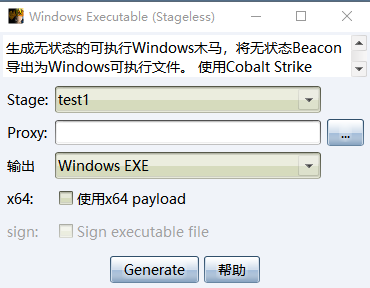 Windows Executable (Stageless)
生成无状态的可执行Windows木马，将无状态Beacon
导出为Windows可执行文件。 使用Cobalt Strike
Stage: test1
Proxy: ...
输出 Windows EXE
x64: 使用x64 payload
sign: Sign executable file
Generate 帮助